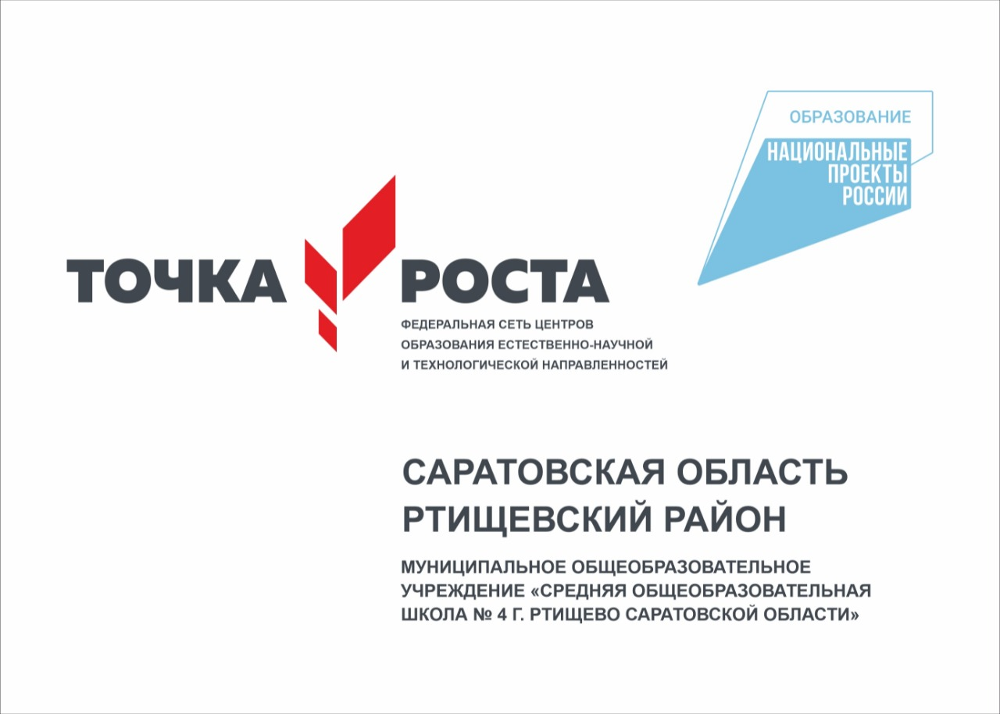 ОБРАЗОВАНИЕ
НАЦИОНАЛЬНЫЕ
ПРОЕКТЫ
РОССИИ
ТОЧКА РОСТА
ФЕДЕРАЛЬНАЯ СЕТЬ ЦЕНТРОВ
ОБРАЗОВАНИЯ ЕСТЕСТВЕННО-НАУЧНОЙ
И ТЕХНОЛОГИЧЕСКОЙ НАПРАВЛЕННОСТЕЙ
САРАТОВСКАЯ ОБЛАСТЬ
РТИЩЕВСКИЙ РАЙОН
МУНИЦИПАЛЬНОЕ ОБЩЕОБРАЗОВАТЕЛЬНОЕ
УЧРЕЖДЕНИЕ «СРЕДНЯЯ ОБЩЕОБРАЗОВАТЕЛЬНАЯ
ШКОЛА № 4 Г. РТИЩЕВО САРАТОВСКОЙ ОБЛАСТИ»